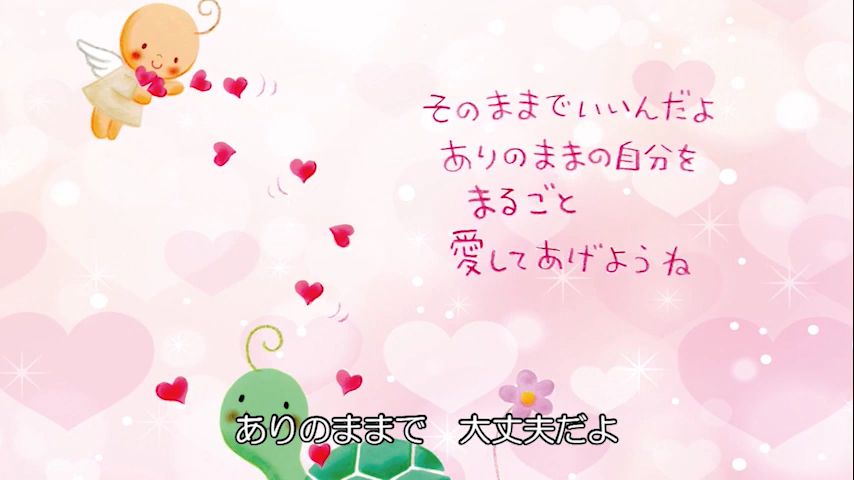 そのままでいいんだよ
ありのままの自分を
まるごと
愛してあげようね
ありのままで 大丈夫だよ